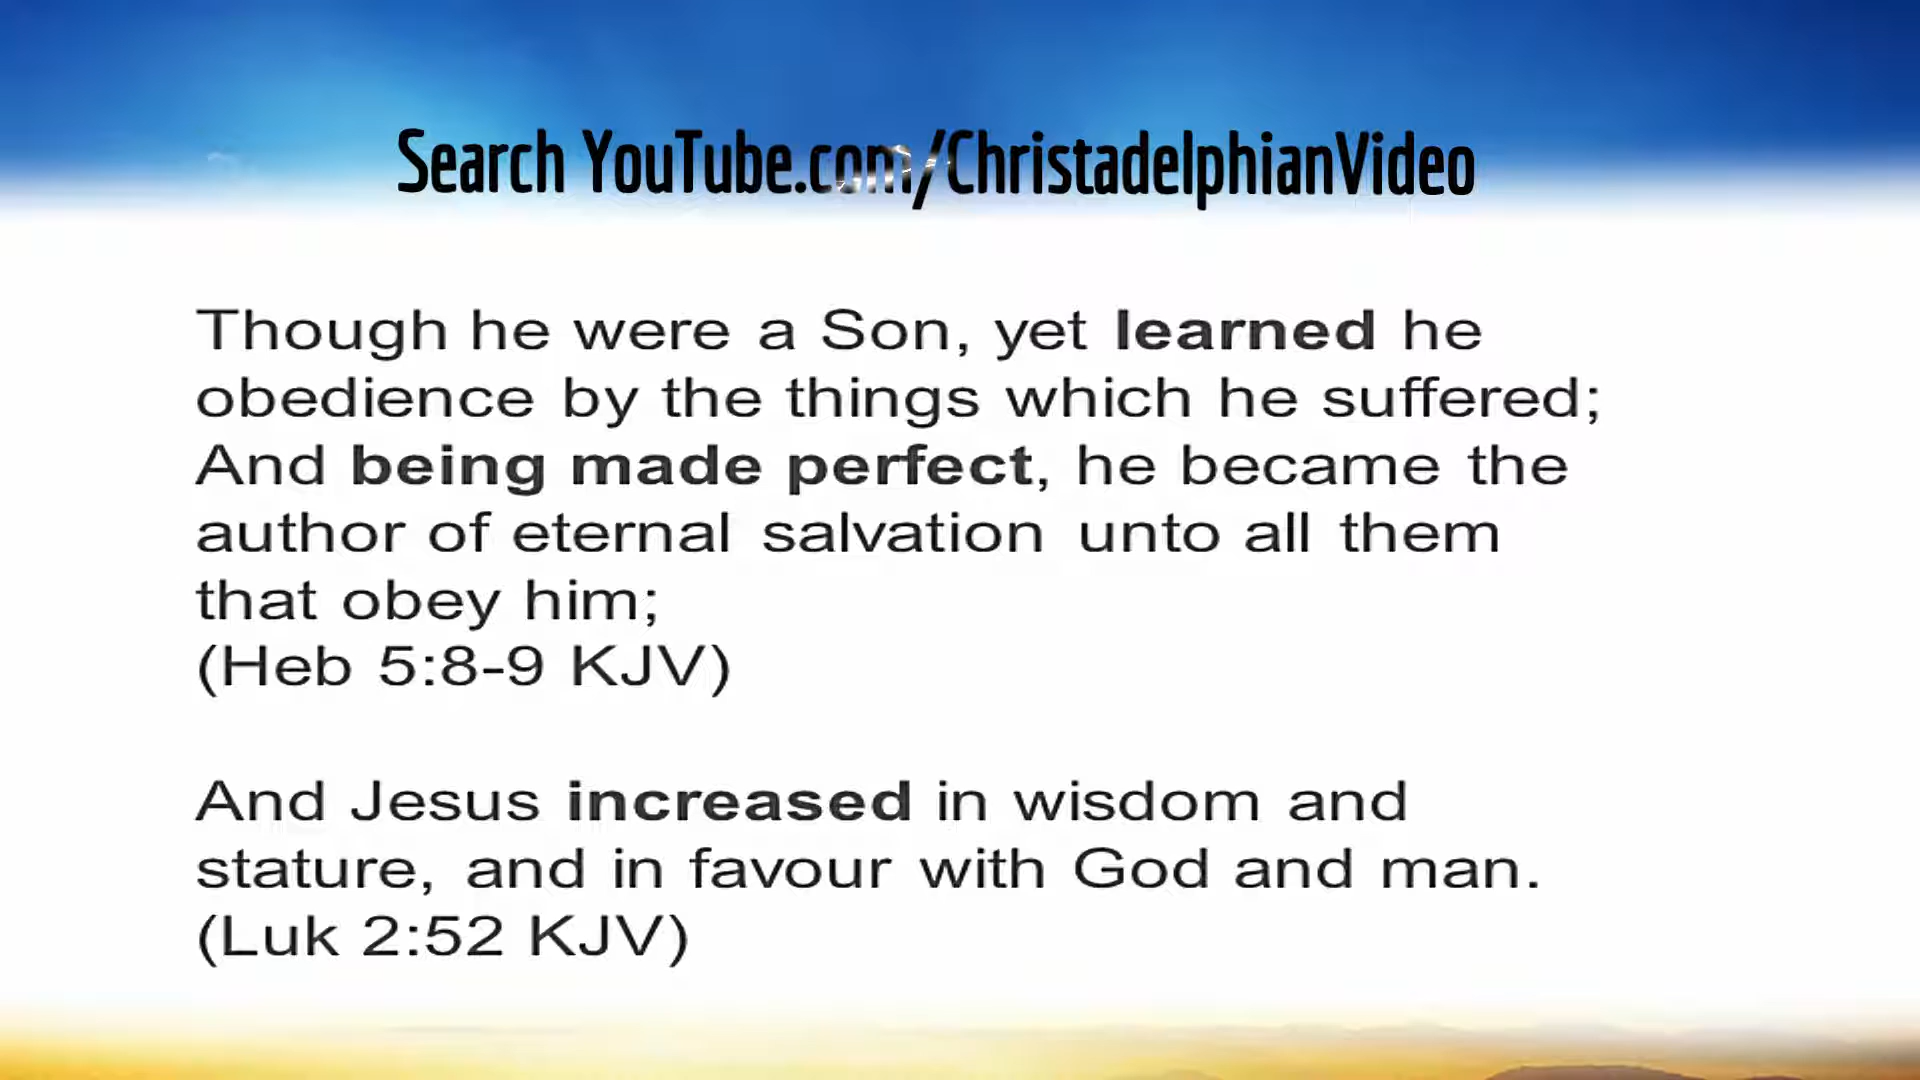 Search YouTube.com/ChristadelphianVideo
Though he were a Son, yet learned he
obedience by the things which he suffered;
And being made perfect, he became the
author of eternal salvation unto all them
that obey him;
(Heb 5:8-9 KJV)
And Jesus increased in wisdom and
stature, and in favour with God and man.
(Luk 2:52 KJV)